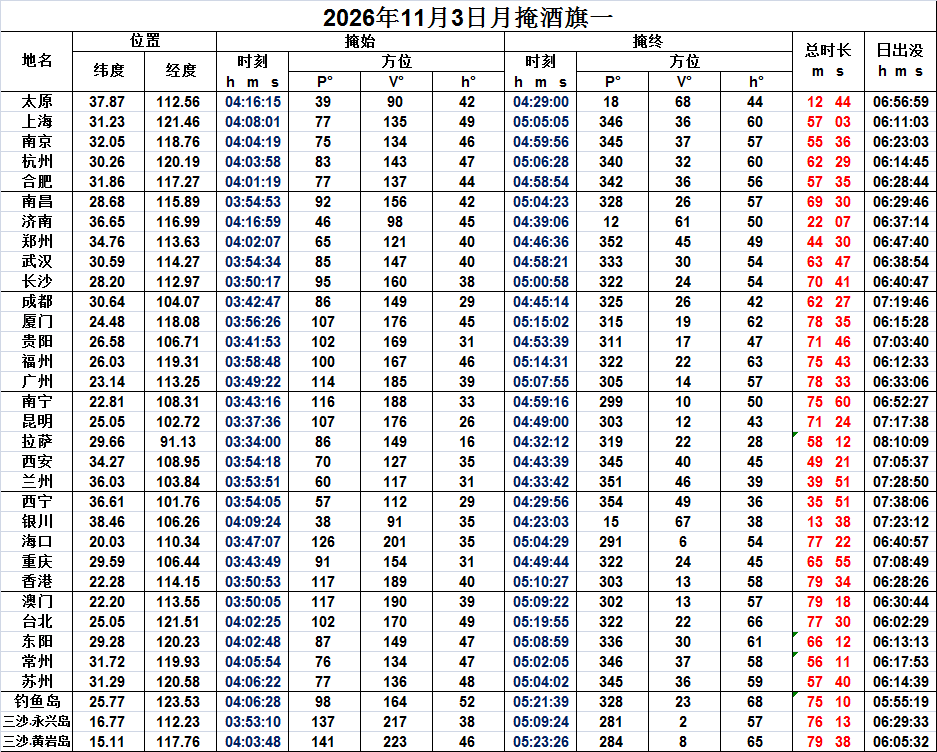 2026年11月3日月掩酒旗一
地名 位置 掩始 掩终 总时长 日出没
纬度 经度 时刻 方位 时刻 方位 m s h m s
h m s P° V° h° h m s P° V° h°
太原 37.87 112.56 04:16:15 39 90 42 04:29:00 18 68 44 12 44 06:56:59
上海 31.23 121.46 04:08:01 77 135 49 05:05:05 346 36 60 57 03 06:11:03
南京 32.05 118.76 04:04:19 75 134 46 04:59:56 345 37 57 55 36 06:23:03
杭州 30.26 120.19 04:03:58 83 143 47 05:06:28 340 32 60 62 29 06:14:45
合肥 31.86 117.27 04:01:19 77 137 44 04:58:54 342 36 56 57 35 06:28:44
南昌 28.68 115.89 03:54:53 92 156 42 05:04:23 328 26 57 69 30 06:29:46
济南 36.65 116.99 04:16:59 46 98 45 04:39:06 12 61 50 22 07 06:37:14
郑州 34.76 113.63 04:02:07 65 121 40 04:46:36 352 45 49 44 30 06:47:40
武汉 30.59 114.27 03:54:34 85 147 40 04:58:21 333 30 54 63 47 06:38:54
长沙 28.20 112.97 03:50:17 95 160 38 05:00:58 322 24 54 70 41 06:40:47
成都 30.64 104.07 03:42:47 86 149 29 04:45:14 325 26 42 62 27 07:19:46
厦门 24.48 118.08 03:56:26 107 176 45 05:15:02 315 19 62 78 35 06:15:28
贵阳 26.58 106.71 03:41:53 102 169 31 04:53:39 311 17 47 71 46 07:03:40
福州 26.03 119.31 03:58:48 100 167 46 05:14:31 322 22 63 75 43 06:12:33
广州 23.14 113.25 03:49:22 114 185 39 05:07:55 305 14 57 78 33 06:33:06
南宁 22.81 108.31 03:43:16 116 188 33 04:59:16 299 10 50 75 60 06:52:27
昆明 25.05 102.72 03:37:36 107 176 26 04:49:00 303 12 43 71 24 07:17:38
拉萨 29.66 91.13 03:34:00 86 149 16 04:32:12 319 22 28 58 12 08:10:09
西安 34.27 108.95 03:54:18 70 127 35 04:43:39 345 40 45 49 21 07:05:37
兰州 36.03 103.84 03:53:51 60 117 31 04:33:42 351 46 39 39 51 07:28:50
西宁 36.61 101.76 03:54:05 57 112 29 04:29:56 354 49 36 35 51 07:38:06
银川 38.46 106.26 04:09:24 38 91 35 04:23:03 15 67 38 13 38 07:23:12
海口 20.03 110.34 03:47:07 126 201 35 05:04:29 291 6 54 77 22 06:40:57
重庆 29.59 106.44 03:43:49 91 154 31 04:49:44 322 24 45 65 55 07:08:49
香港 22.28 114.15 03:50:53 117 189 40 05:10:27 303 13 58 79 34 06:28:26
澳门 22.20 113.55 03:50:05 117 190 39 05:09:22 302 13 57 79 18 06:30:44
台北 25.05 121.51 04:02:25 102 170 49 05:19:55 322 22 66 77 30 06:02:29
东阳 29.28 120.23 04:02:48 87 149 47 05:08:59 336 30 61 66 12 06:13:13
常州 31.72 119.93 04:05:54 76 134 47 05:02:05 346 37 58 56 11 06:17:53
苏州 31.29 120.58 04:06:22 77 136 48 05:04:02 345 36 59 57 40 06:14:39
钓鱼岛 25.77 123.53 04:06:28 98 164 52 05:21:39 328 23 68 75 10 05:55:19
三沙.永兴岛 16.77 112.23 03:53:10 137 217 38 05:09:24 281 2 57 76 13 06:29:33
三沙.黄岩岛 15.11 117.76 04:03:48 141 223 46 05:23:26 284 8 65 79 38 06:05:32